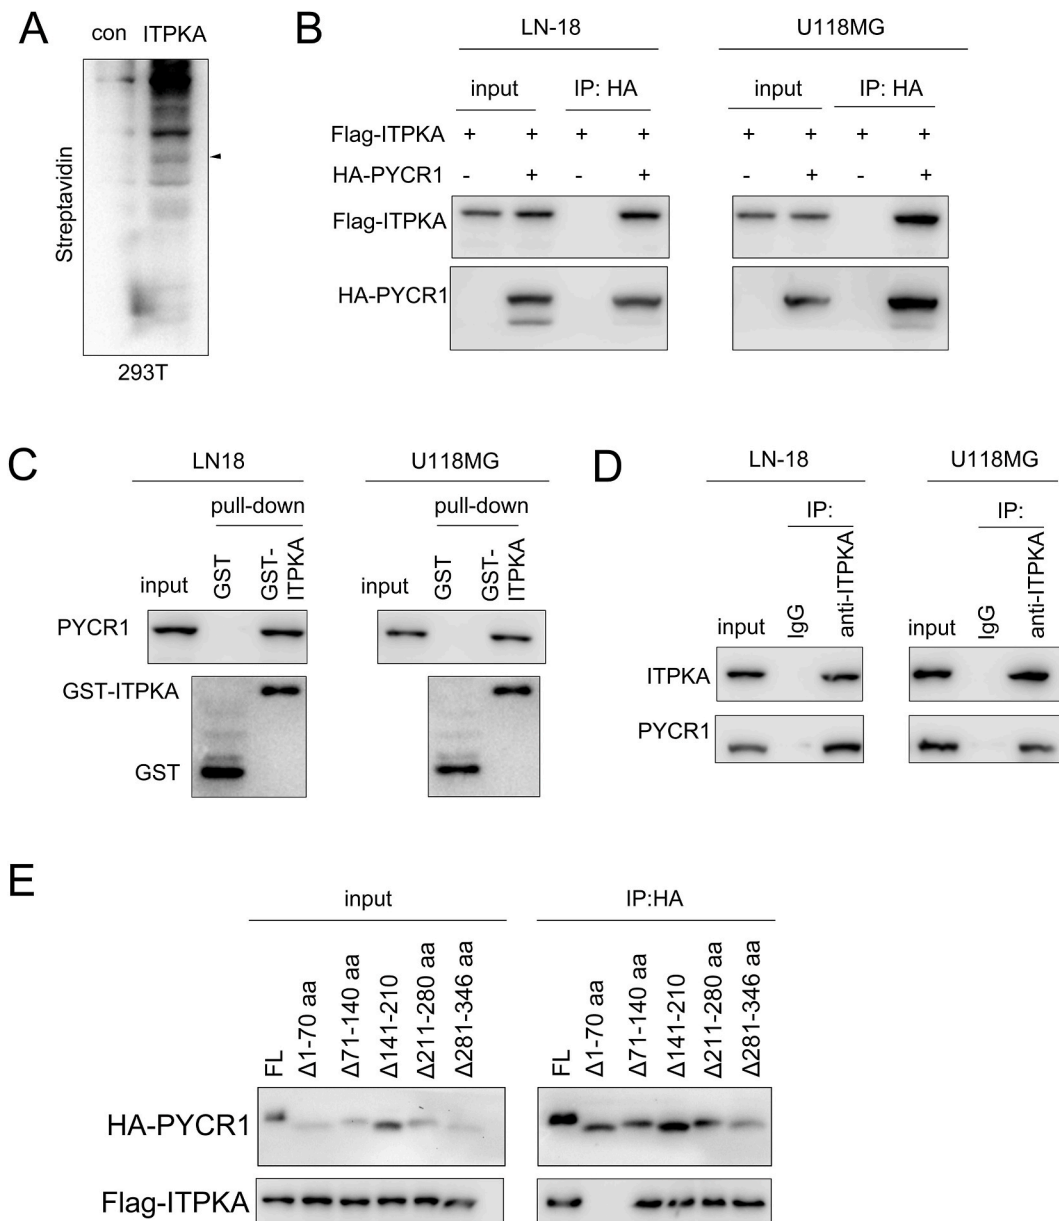 A
con ITPKA
Streptavidin
293T
B
LN-18 U118MG
input IP: HA input IP: HA
Flag-ITPKA + + + + + + + +
HA-PYCR1 - + - + - + - +
Flag-ITPKA
HA-PYCR1
C
LN18 U118MG
pull-down pull-down
input GST GST-ITPKA input GST GST-ITPKA
PYCR1
GST-ITPKA
GST
D
LN-18 U118MG
IP: IP:
input IgG anti-ITPKA input IgG anti-ITPKA
ITPKA
PYCR1
E
input IP:HA
FL Δ1-70 aa Δ71-140 aa Δ141-210 Δ211-280 aa Δ281-346 aa FL Δ1-70 aa Δ71-140 aa Δ141-210 Δ211-280 aa Δ281-346 aa
HA-PYCR1
Flag-ITPKA